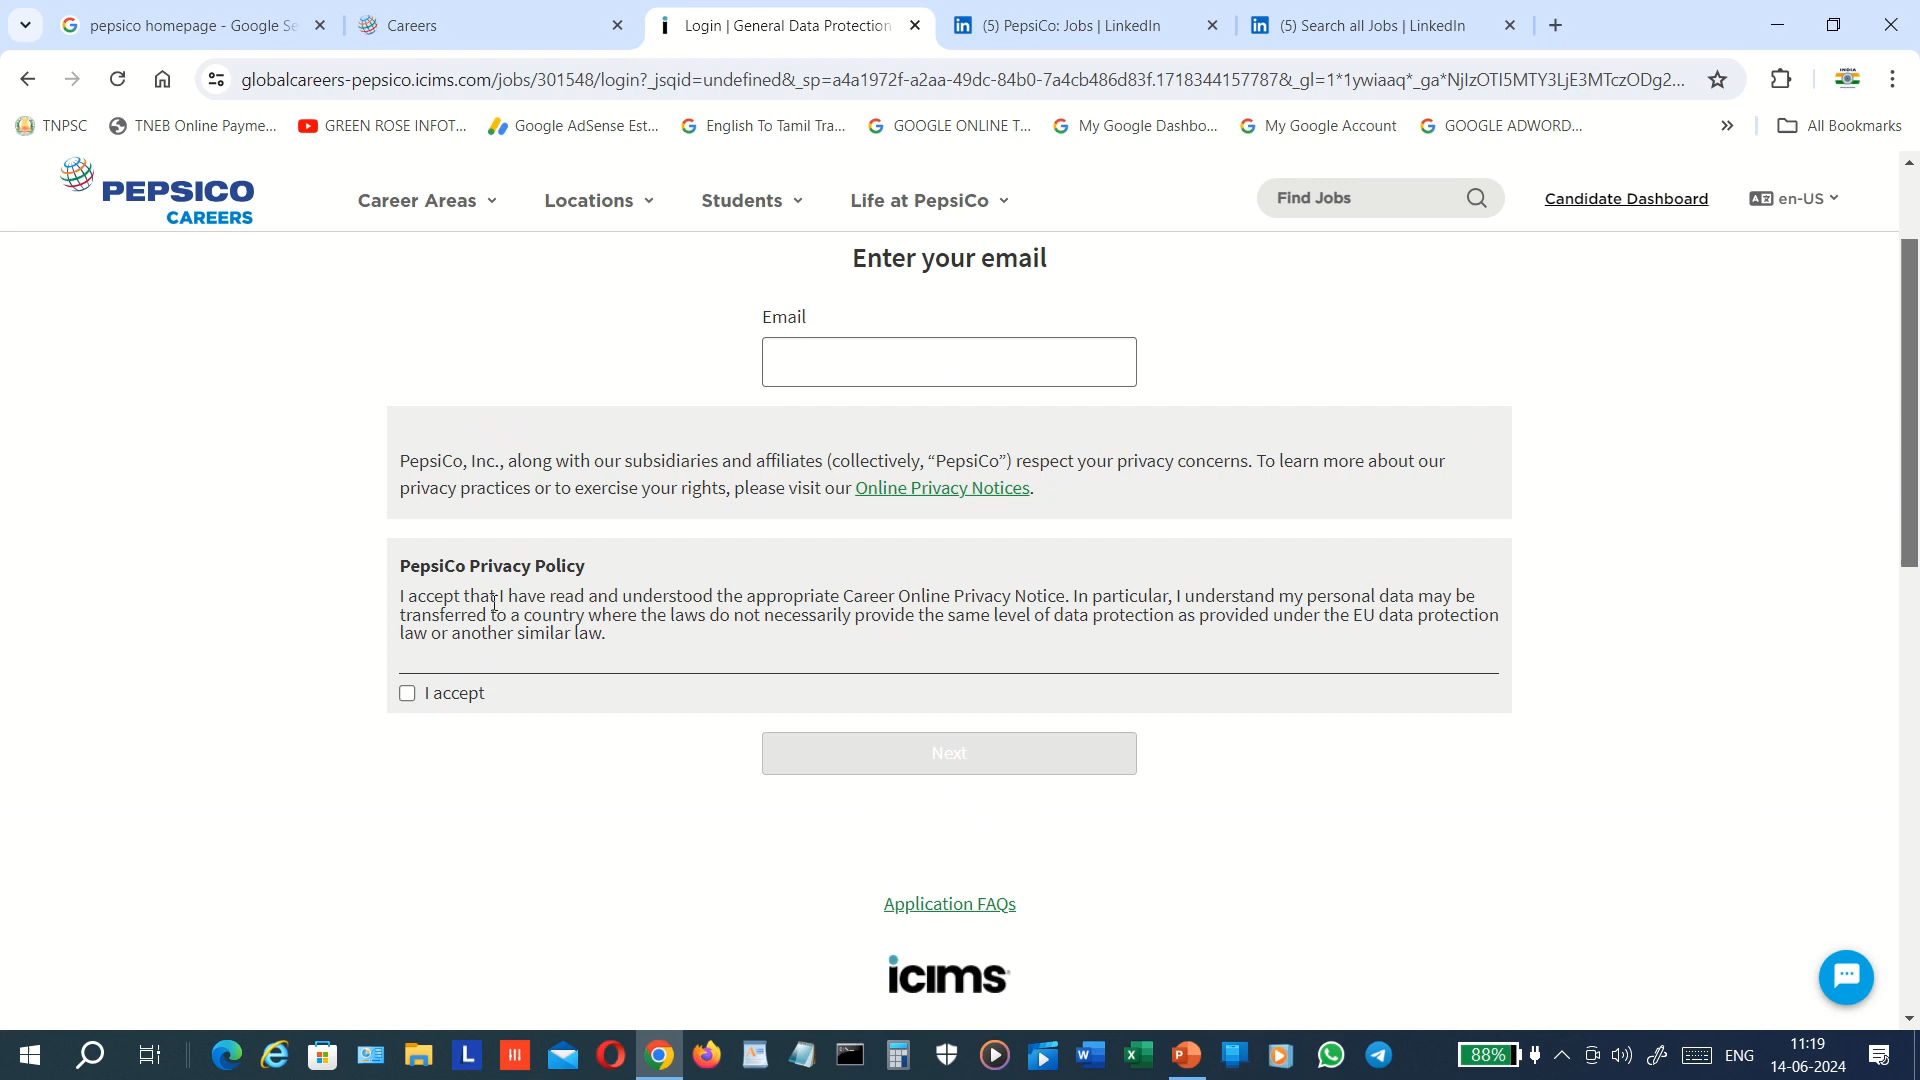 pepsico homepage - Google Se
Careers
Login | General Data Protection
(5) PepsiCo: Jobs | LinkedIn
(5) Search all Jobs | LinkedIn
globalcareers-pepsico.icims.com/jobs/301548/login?_jsqid=undefined&_sp=a4a1972f-a2aa-49dc-84b0-7a4cb486d83f.1718344157787&_gl=1*1ywiaaq*_ga*NjIzOTI5MTY3LjE3MTczODg2...
TNPSC
TNEB Online Payme...
GREEN ROSE INFOT...
Google AdSense Est...
English To Tamil Tra...
GOOGLE ONLINE T...
My Google Dashbo...
My Google Account
GOOGLE ADWORD...
All Bookmarks
PEPSICO
CAREERS
Career Areas
Locations
Students
Life at PepsiCo
Find Jobs
Candidate Dashboard
en-US
Enter your email
Email
PepsiCo, Inc., along with our subsidiaries and affiliates (collectively, “PepsiCo”) respect your privacy concerns. To learn more about our
privacy practices or to exercise your rights, please visit our Online Privacy Notices.
PepsiCo Privacy Policy
I accept that I have read and understood the appropriate Career Online Privacy Notice. In particular, I understand my personal data may be
transferred to a country where the laws do not necessarily provide the same level of data protection as provided under the EU data protection
law or another similar law.
I accept
Next
Application FAQs
icims
88%
ENG
11:19
14-06-2024